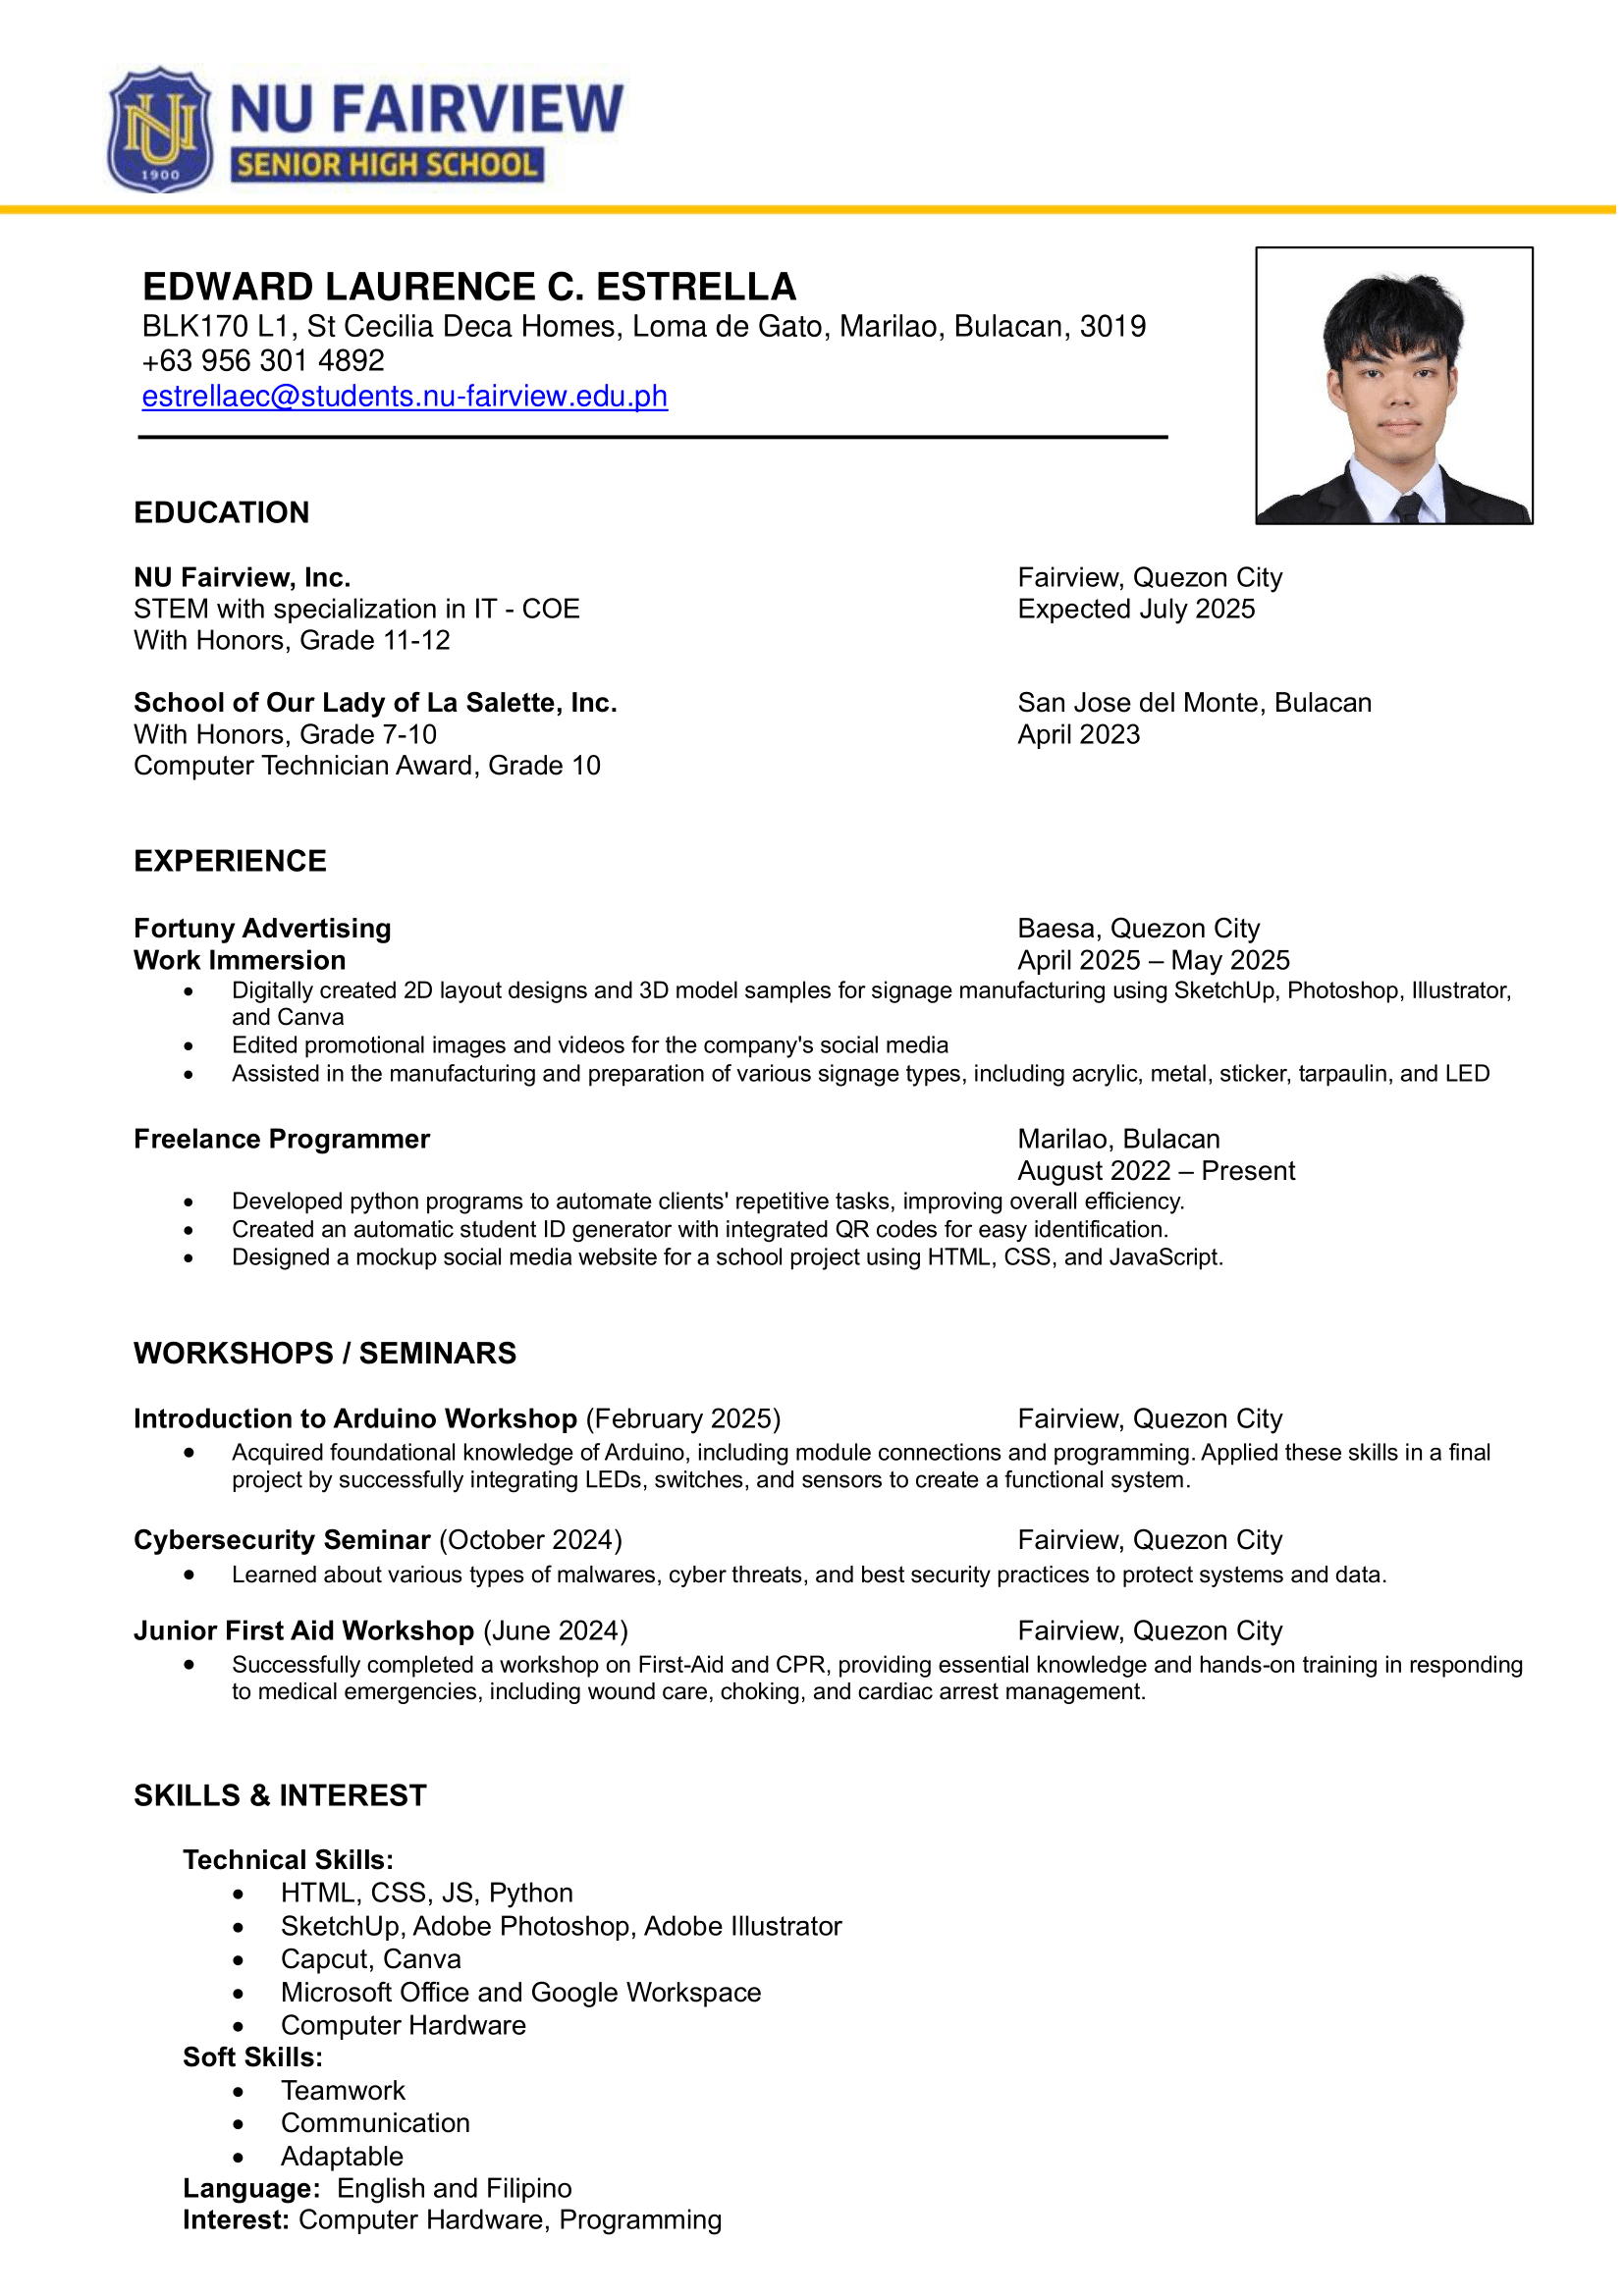 NU FAIRVIEW
SENIOR HIGH SCHOOL
NU
1900
EDWARD LAURENCE C. ESTRELLA
BLK170 L1, St Cecilia Deca Homes, Loma de Gato, Marilao, Bulacan, 3019
+63 956 301 4892
estrellaec@students.nu-fairview.edu.ph
EDUCATION
NU Fairview, Inc. Fairview, Quezon City
STEM with specialization in IT - COE Expected July 2025
With Honors, Grade 11-12
School of Our Lady of La Salette, Inc. San Jose del Monte, Bulacan
With Honors, Grade 7-10 April 2023
Computer Technician Award, Grade 10
EXPERIENCE
Fortuny Advertising Baesa, Quezon City
Work Immersion April 2025 – May 2025
• Digitally created 2D layout designs and 3D model samples for signage manufacturing using SketchUp, Photoshop, Illustrator,
and Canva
• Edited promotional images and videos for the company's social media
• Assisted in the manufacturing and preparation of various signage types, including acrylic, metal, sticker, tarpaulin, and LED
Freelance Programmer Marilao, Bulacan
August 2022 – Present
• Developed python programs to automate clients' repetitive tasks, improving overall efficiency.
• Created an automatic student ID generator with integrated QR codes for easy identification.
• Designed a mockup social media website for a school project using HTML, CSS, and JavaScript.
WORKSHOPS / SEMINARS
Introduction to Arduino Workshop (February 2025) Fairview, Quezon City
• Acquired foundational knowledge of Arduino, including module connections and programming. Applied these skills in a final
project by successfully integrating LEDs, switches, and sensors to create a functional system.
Cybersecurity Seminar (October 2024) Fairview, Quezon City
• Learned about various types of malwares, cyber threats, and best security practices to protect systems and data.
Junior First Aid Workshop (June 2024) Fairview, Quezon City
• Successfully completed a workshop on First-Aid and CPR, providing essential knowledge and hands-on training in responding
to medical emergencies, including wound care, choking, and cardiac arrest management.
SKILLS & INTEREST
Technical Skills:
• HTML, CSS, JS, Python
• SketchUp, Adobe Photoshop, Adobe Illustrator
• Capcut, Canva
• Microsoft Office and Google Workspace
• Computer Hardware
Soft Skills:
• Teamwork
• Communication
• Adaptable
Language: English and Filipino
Interest: Computer Hardware, Programming